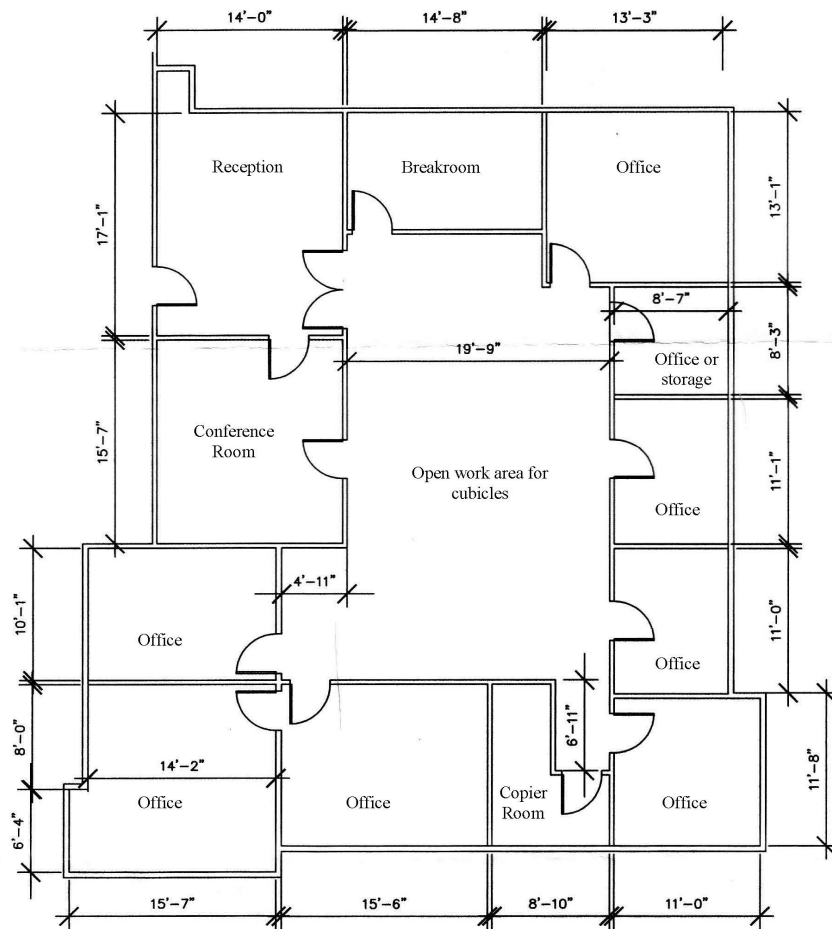 14'-0"
14'-8"
13'-3"
Reception
Breakroom
Office
17'-1"
13'-1"
8'-7"
8'-3"
19'-9"
Office or
storage
15'-7"
Conference
Room
Open work area for
cubicles
11'-1"
Office
4'-11"
10'-1"
Office
11'-0"
Office
8'-0"
6'-11"
14'-2"
11'-8"
Office
Office
Copier
Room
Office
6'-4"
15'-7"
15'-6"
8'-10"
11'-0"